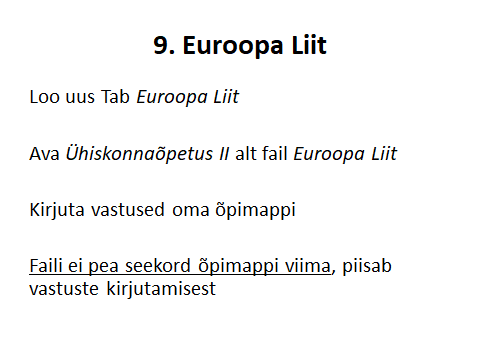 9. Euroopa Liit
Loo uus Tab Euroopa Liit
Ava Ühiskonnaõpetus II alt fail Euroopa Liit
Kirjuta vastused oma õpimappi
Faili ei pea seekord õpimappi viima, piisab
vastuste kirjutamisest